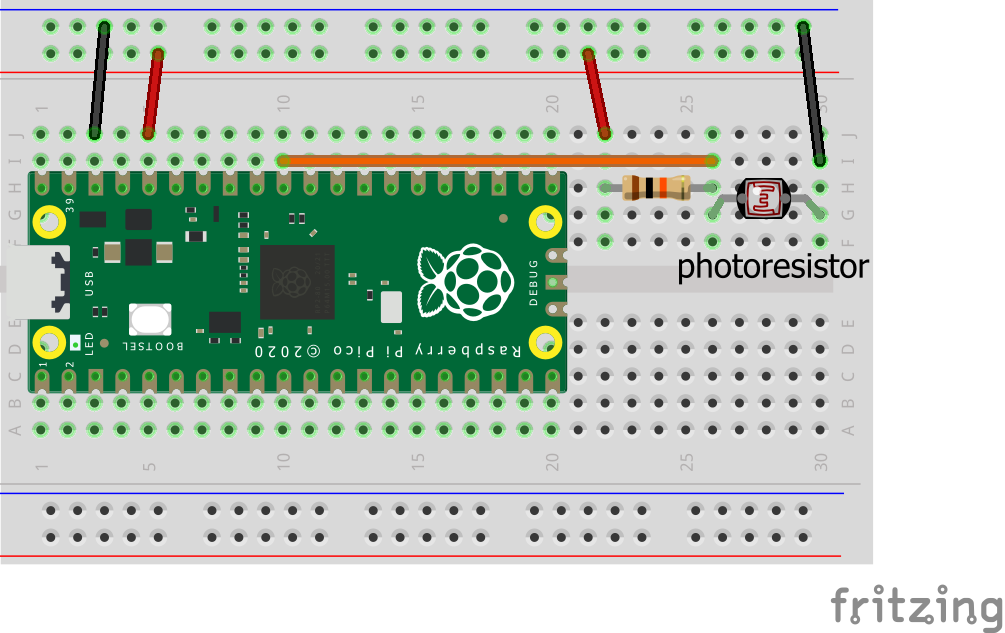 1 10 15 20 25 30
J J
I I
H H
39
G G
F
photoresistor
USB
DEBUG
LED
BOOTSEL
Raspberry Pi Pico ©2020
1
2
E E
D D
C C
B B
A A
1 5 10 15 20 25 30
fritzing